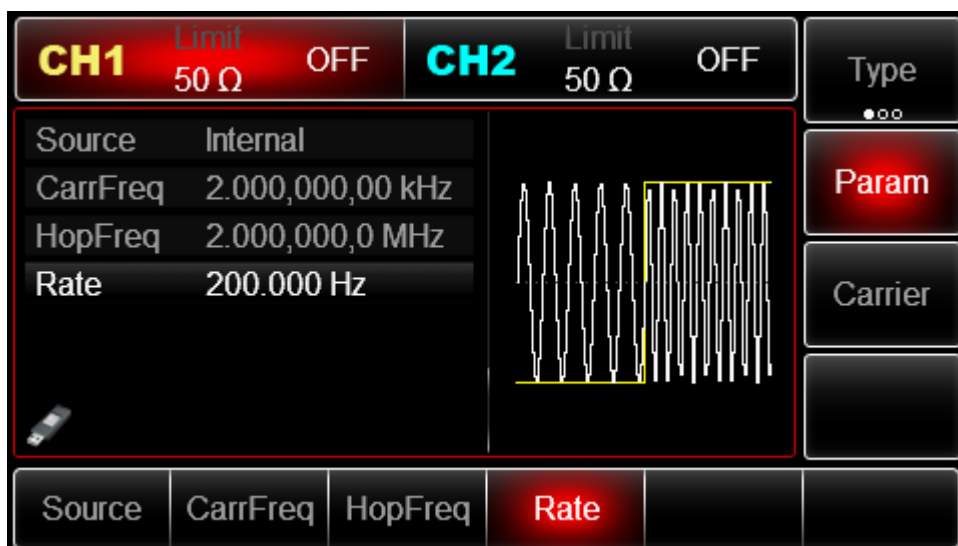 CH1 Limit 50 Ω OFF CH2 Limit 50 Ω OFF
Type
Source Internal
CarrFreq 2.000,000,00 kHz
Param
HopFreq 2.000,000,0 MHz
Rate 200.000 Hz
Carrier
Source CarrFreq HopFreq Rate